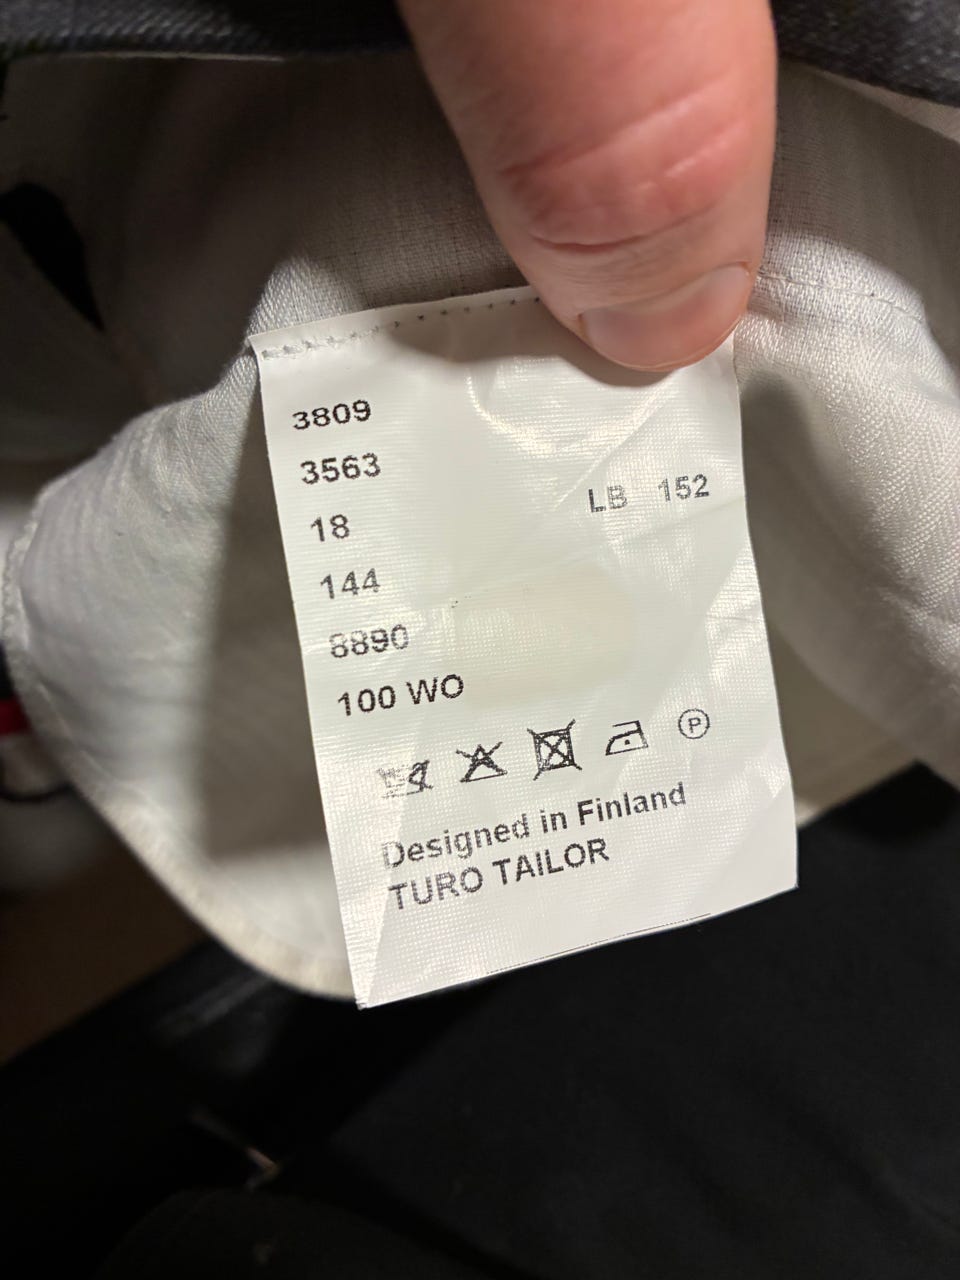 3809
3563
18 LB 152
144
8890
100 WO
P
Designed in Finland
TURO TAILOR